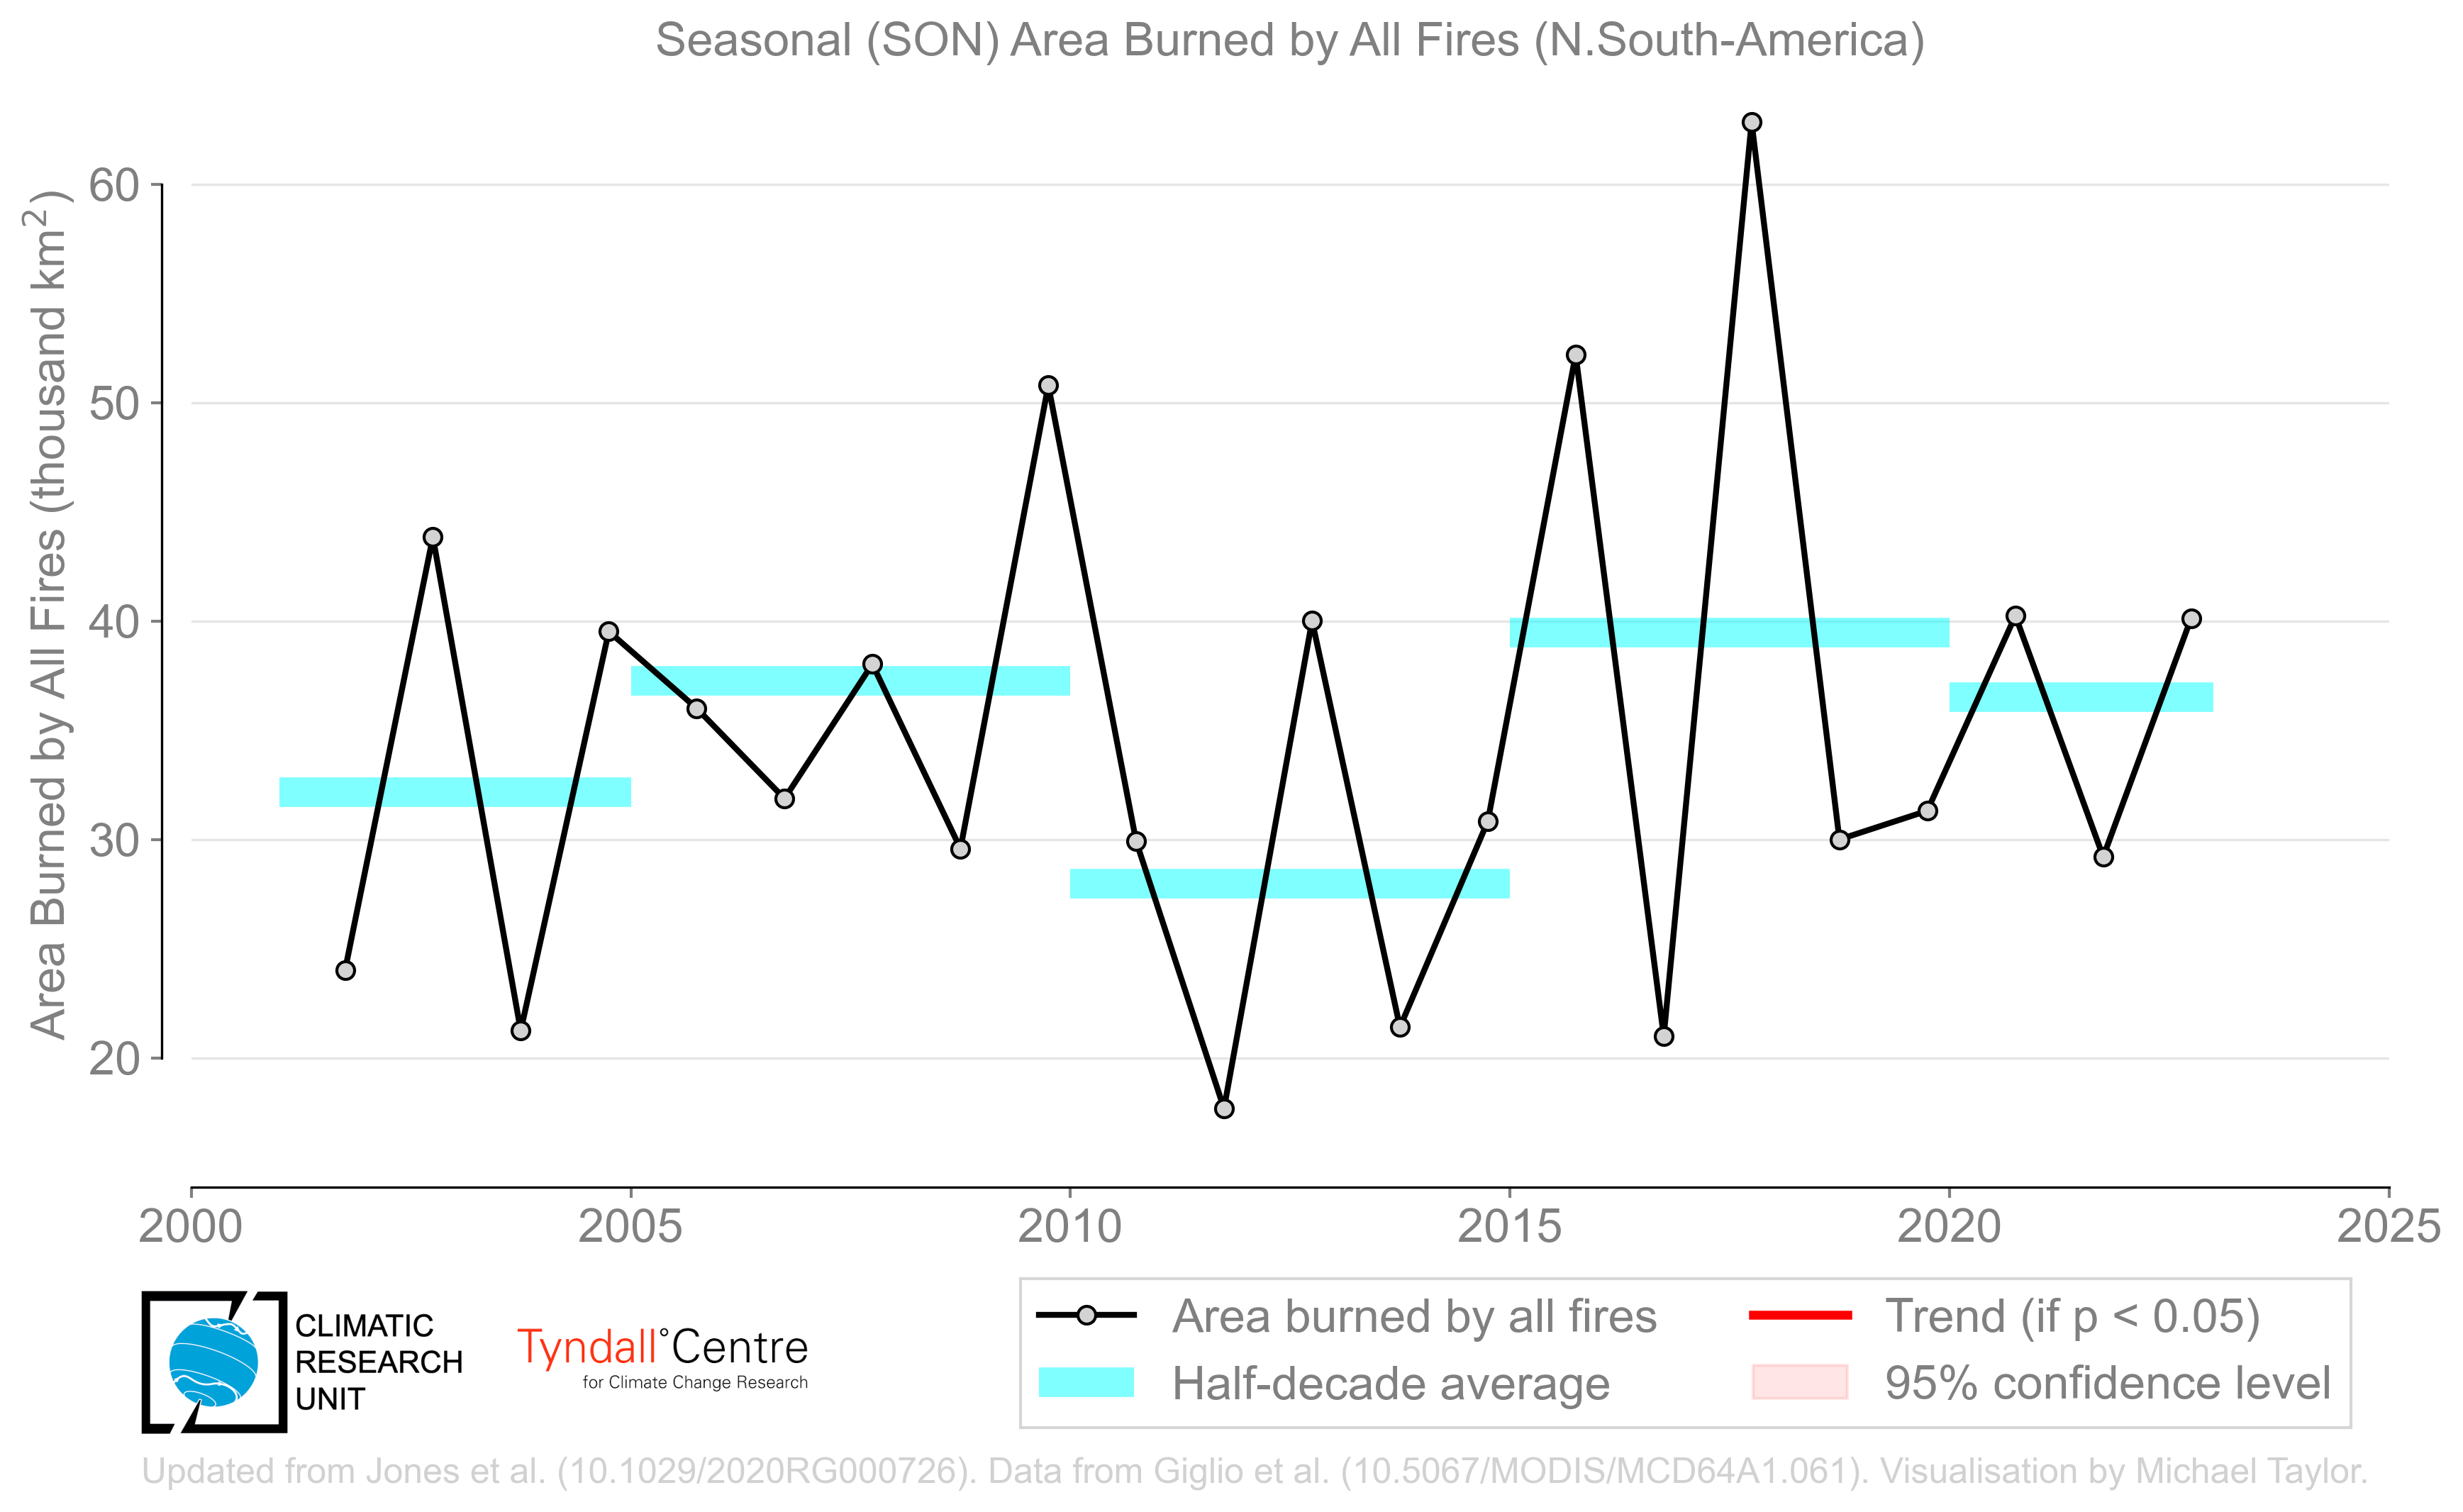 Seasonal (SON) Area Burned by All Fires (N.South-America)
Area Burned by All Fires (thousand km²)
60
50
40
30
20
2000 2005 2010 2015 2020 2025
CLIMATIC
RESEARCH
UNIT
Tyndall°Centre
for Climate Change Research
Area burned by all fires
Half-decade average
Trend (if p < 0.05)
95% confidence level
Updated from Jones et al. (10.1029/2020RG000726). Data from Giglio et al. (10.5067/MODIS/MCD64A1.061). Visualisation by Michael Taylor.